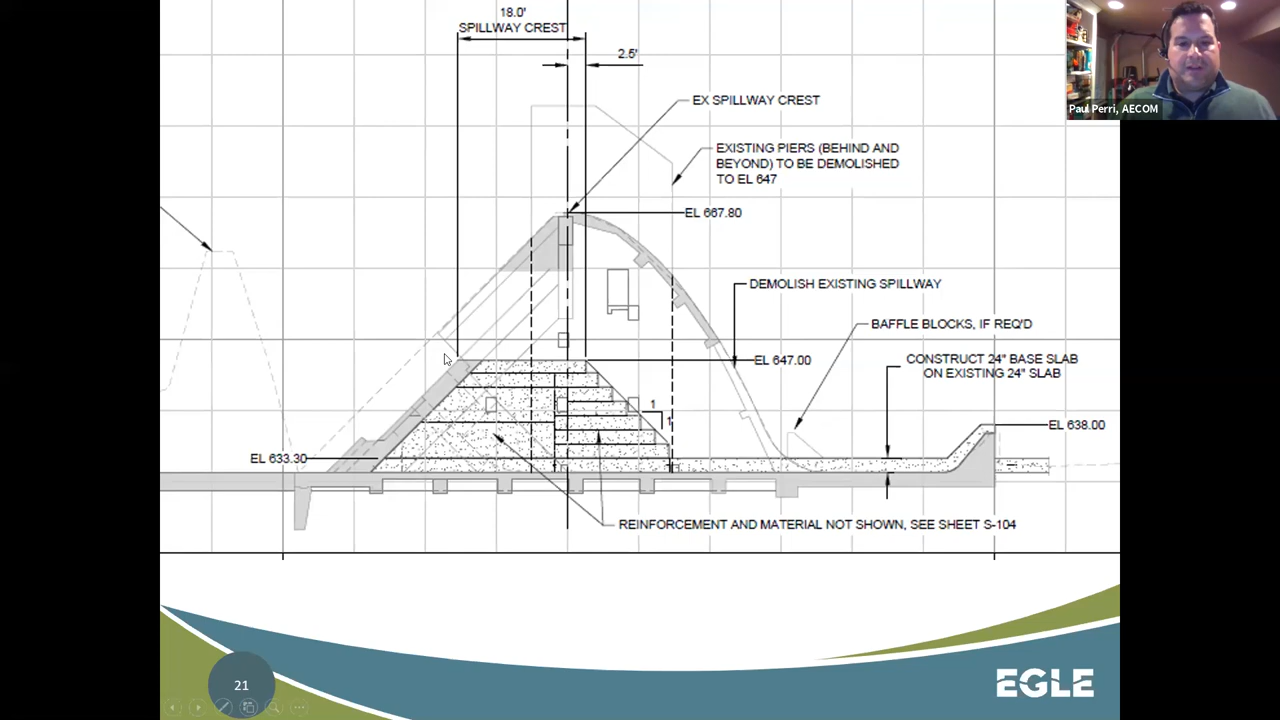 18.0'
SPILLWAY CREST
2.5'
Paul Perri, AECOM
EX SPILLWAY CREST
EXISTING PIERS (BEHIND AND
BEYOND) TO BE DEMOLISHED
TO EL 647
EL 667.80
DEMOLISH EXISTING SPILLWAY
BAFFLE BLOCKS, IF REQ'D
EL 647.00
CONSTRUCT 24" BASE SLAB
ON EXISTING 24" SLAB
1
1
EL 638.00
EL 633.30
REINFORCEMENT AND MATERIAL NOT SHOWN, SEE SHEET S-104
21
EGLE